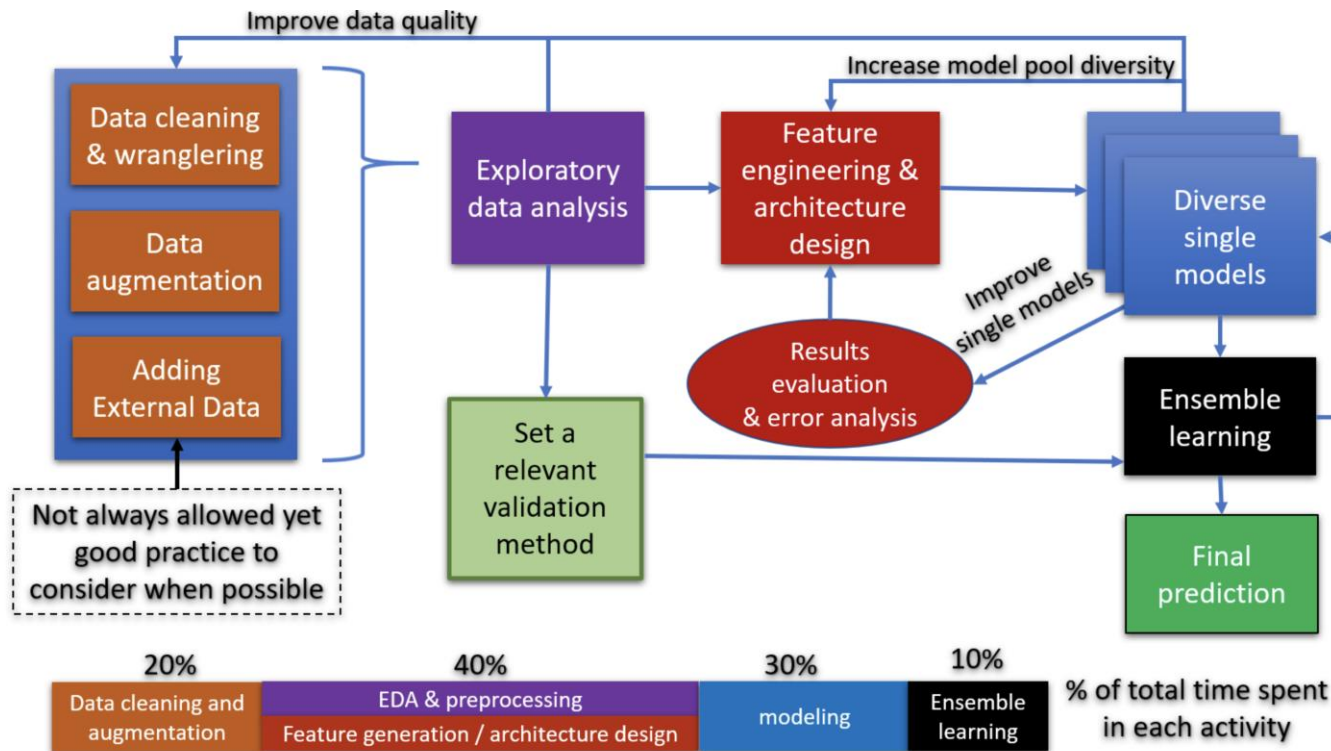 Improve data quality
Increase model pool diversity
Data cleaning
& wranglering
Data
augmentation
Adding
External Data
Not always allowed yet
good practice to
consider when possible
Exploratory
data analysis
Set a
relevant
validation
method
Feature
engineering &
architecture
design
Results
evaluation
& error analysis
Improve
single models
Diverse
single
models
Ensemble
learning
Final
prediction
20%
40%
30%
10%
Data cleaning and
augmentation
EDA & preprocessing
Feature generation / architecture design
modeling
Ensemble
learning
% of total time spent
in each activity